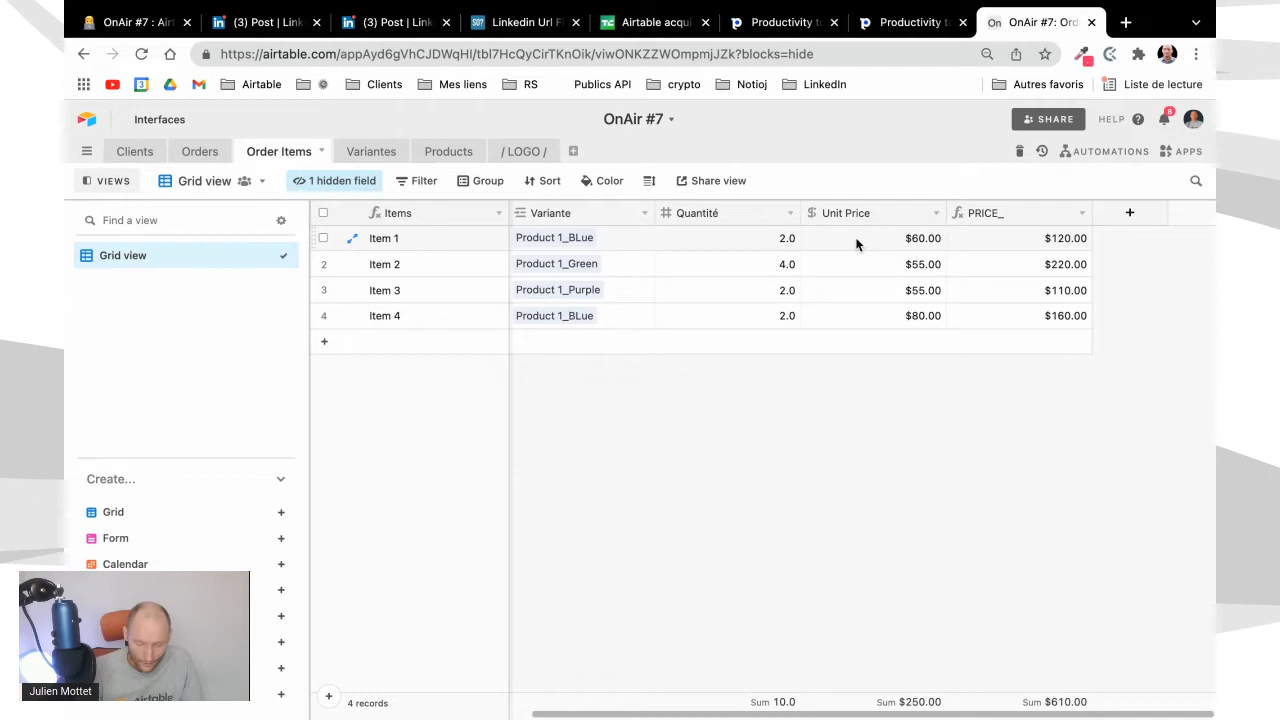 OnAir #7 : Airt
(3) Post | Link
(3) Post | Link
Linkedin Url F
Airtable acqui
Productivity to
Productivity to
OnAir #7: Ord
https://airtable.com/appAyd6gVhCJDWqHI/tbl7HcQyCirTKnOik/viwONKZZWOmpmjJZk?blocks=hide
Airtable
Clients
Mes liens
RS
Publics API
crypto
Notioj
LinkedIn
Autres favoris
Liste de lecture
Interfaces
OnAir #7
SHARE
HELP
8
Clients
Orders
Order Items
Variantes
Products
/ LOGO /
AUTOMATIONS
APPS
VIEWS
Grid view
1 hidden field
Filter
Group
Sort
Color
Share view
Find a view
Grid view
Items Variante Quantité Unit Price PRICE_
Item 1 Product 1_BLue 2.0 $60.00 $120.00
2 Item 2 Product 1_Green 4.0 $55.00 $220.00
3 Item 3 Product 1_Purple 2.0 $55.00 $110.00
4 Item 4 Product 1_BLue 2.0 $80.00 $160.00
Create...
Grid
Form
Calendar
Airtable
Julien Mottet
4 records
Sum 10.0
Sum $250.00
Sum $610.00